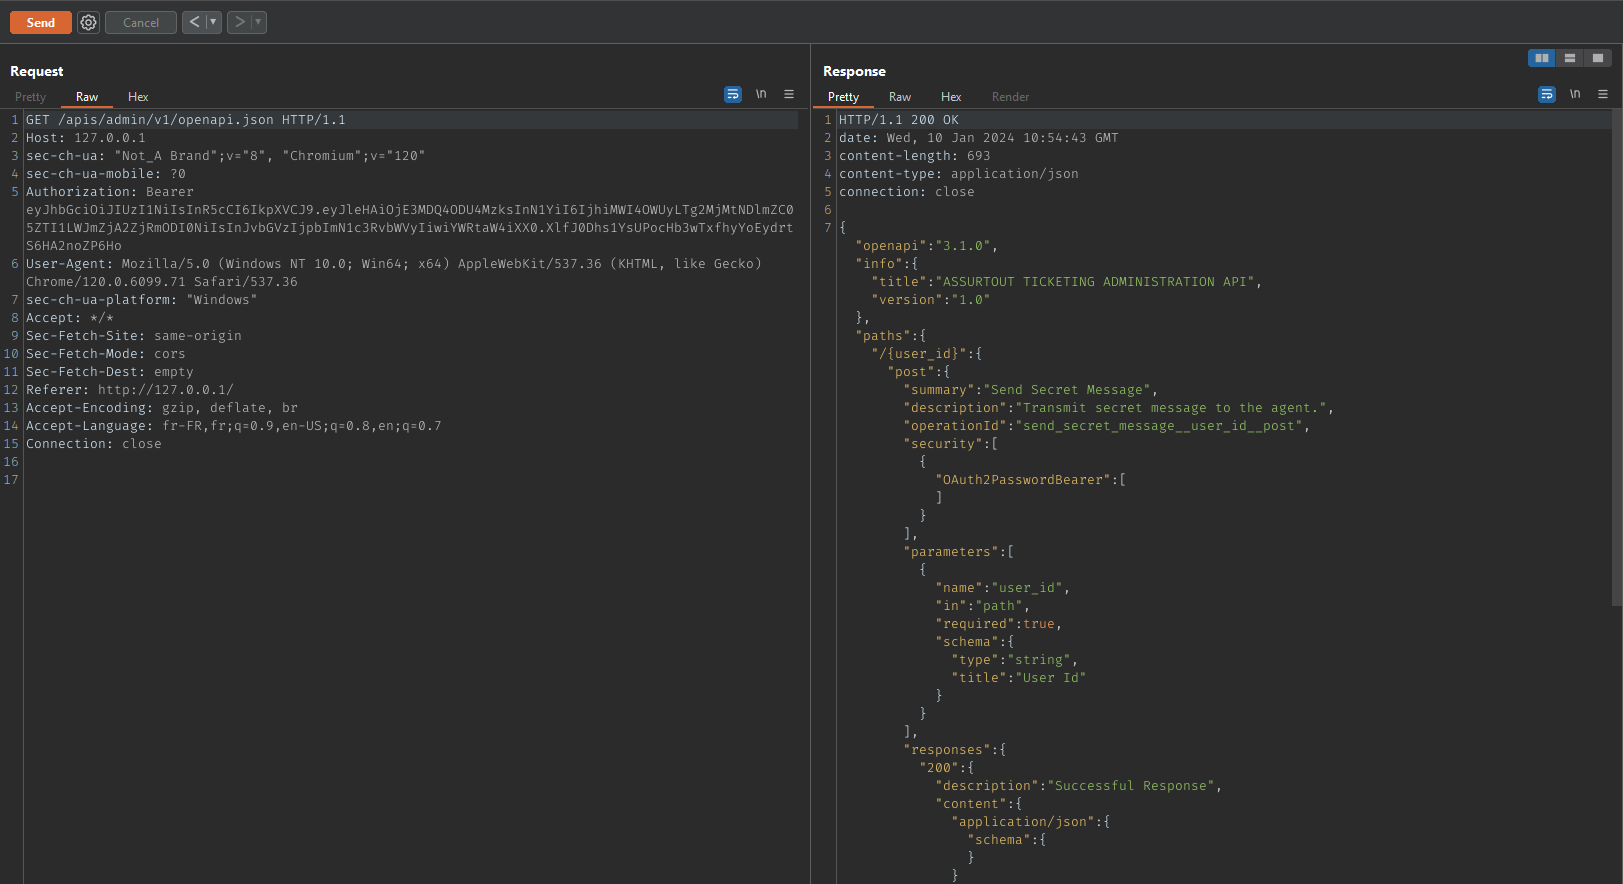 Send
Cancel
< | ▼
> | ▼
Request
Pretty Raw Hex
\n
1 GET /apis/admin/v1/openapi.json HTTP/1.1
2 Host: 127.0.0.1
3 sec-ch-ua: "Not_A Brand";v="8", "Chromium";v="120"
4 sec-ch-ua-mobile: ?0
5 Authorization: Bearer
eyJhbGciOiJIUzI1NiIsInR5cCI6IkpXVCJ9.eyJleHAiOjE3MDQ4ODU4MzksInN1YiI6IjhiMWI4OWUyLTg2MjMtNDlmZC0
5ZTI1LWJmZjA2ZjRmODI0NiIsInJvbGVzIjpbImN1c3RvbWVyIiwiYWRtaW4iXX0.XlfJ0Dhs1YsUPocHb3wTxfhyYoEydrt
S6HA2noZP6Ho
6 User-Agent: Mozilla/5.0 (Windows NT 10.0; Win64; x64) AppleWebKit/537.36 (KHTML, like Gecko)
Chrome/120.0.6099.71 Safari/537.36
7 sec-ch-ua-platform: "Windows"
8 Accept: */*
9 Sec-Fetch-Site: same-origin
10 Sec-Fetch-Mode: cors
11 Sec-Fetch-Dest: empty
12 Referer: http://127.0.0.1/
13 Accept-Encoding: gzip, deflate, br
14 Accept-Language: fr-FR,fr;q=0.9,en-US;q=0.8,en;q=0.7
15 Connection: close
16
17
Response
Pretty Raw Hex Render
\n
1 HTTP/1.1 200 OK
2 date: Wed, 10 Jan 2024 10:54:43 GMT
3 content-length: 693
4 content-type: application/json
5 connection: close
6
7 {
"openapi":"3.1.0",
"info":{
"title":"ASSURTOUT TICKETING ADMINISTRATION API",
"version":"1.0"
},
"paths":{
"/{user_id}":{
"post":{
"summary":"Send Secret Message",
"description":"Transmit secret message to the agent.",
"operationId":"send_secret_message__user_id__post",
"security":[
{
"OAuth2PasswordBearer":[
]
}
],
"parameters":[
{
"name":"user_id",
"in":"path",
"required":true,
"schema":{
"type":"string",
"title":"User Id"
}
}
],
"responses":{
"200":{
"description":"Successful Response",
"content":{
"application/json":{
"schema":{
}
}